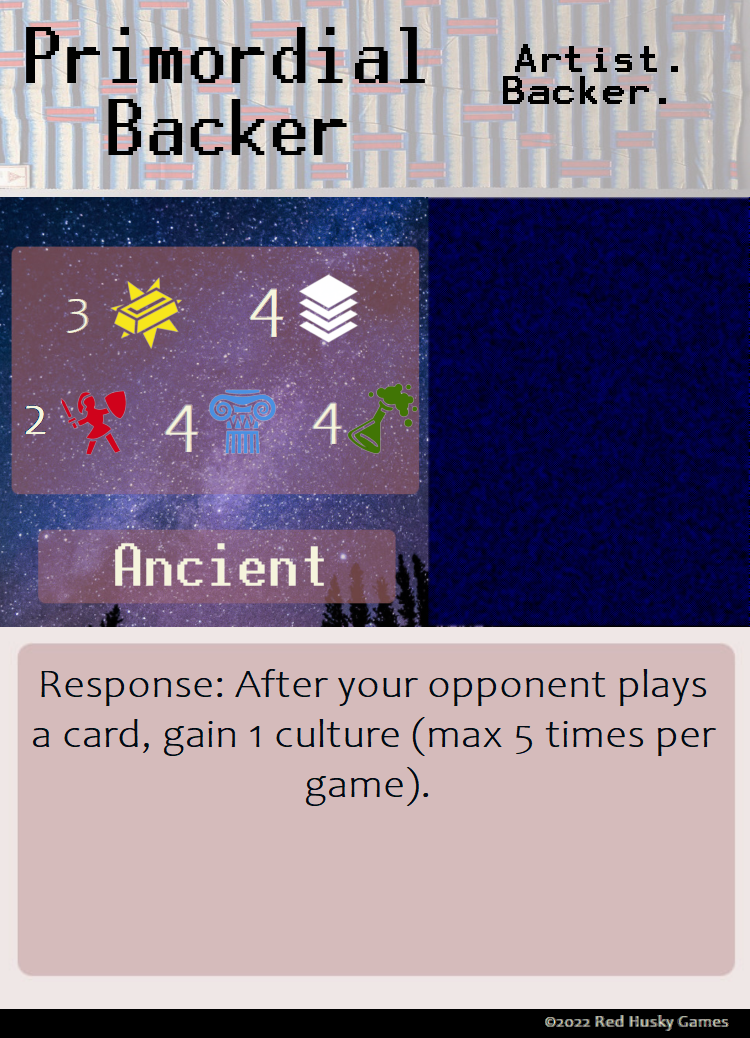 Primordial
Backer
Artist.
Backer.
3
4
2
4
4
Ancient
Response: After your opponent plays
a card, gain 1 culture (max 5 times per
game).
©2022 Red Husky Games